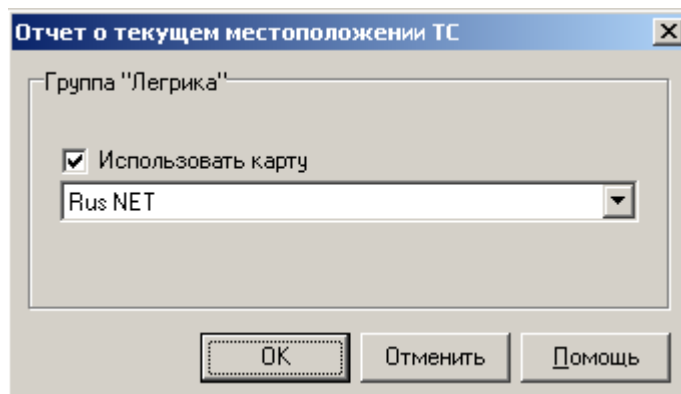 Отчет о текущем местоположении ТС
Группа "Легрика"
Использовать карту
Rus NET
OK
Отменить
Помощь